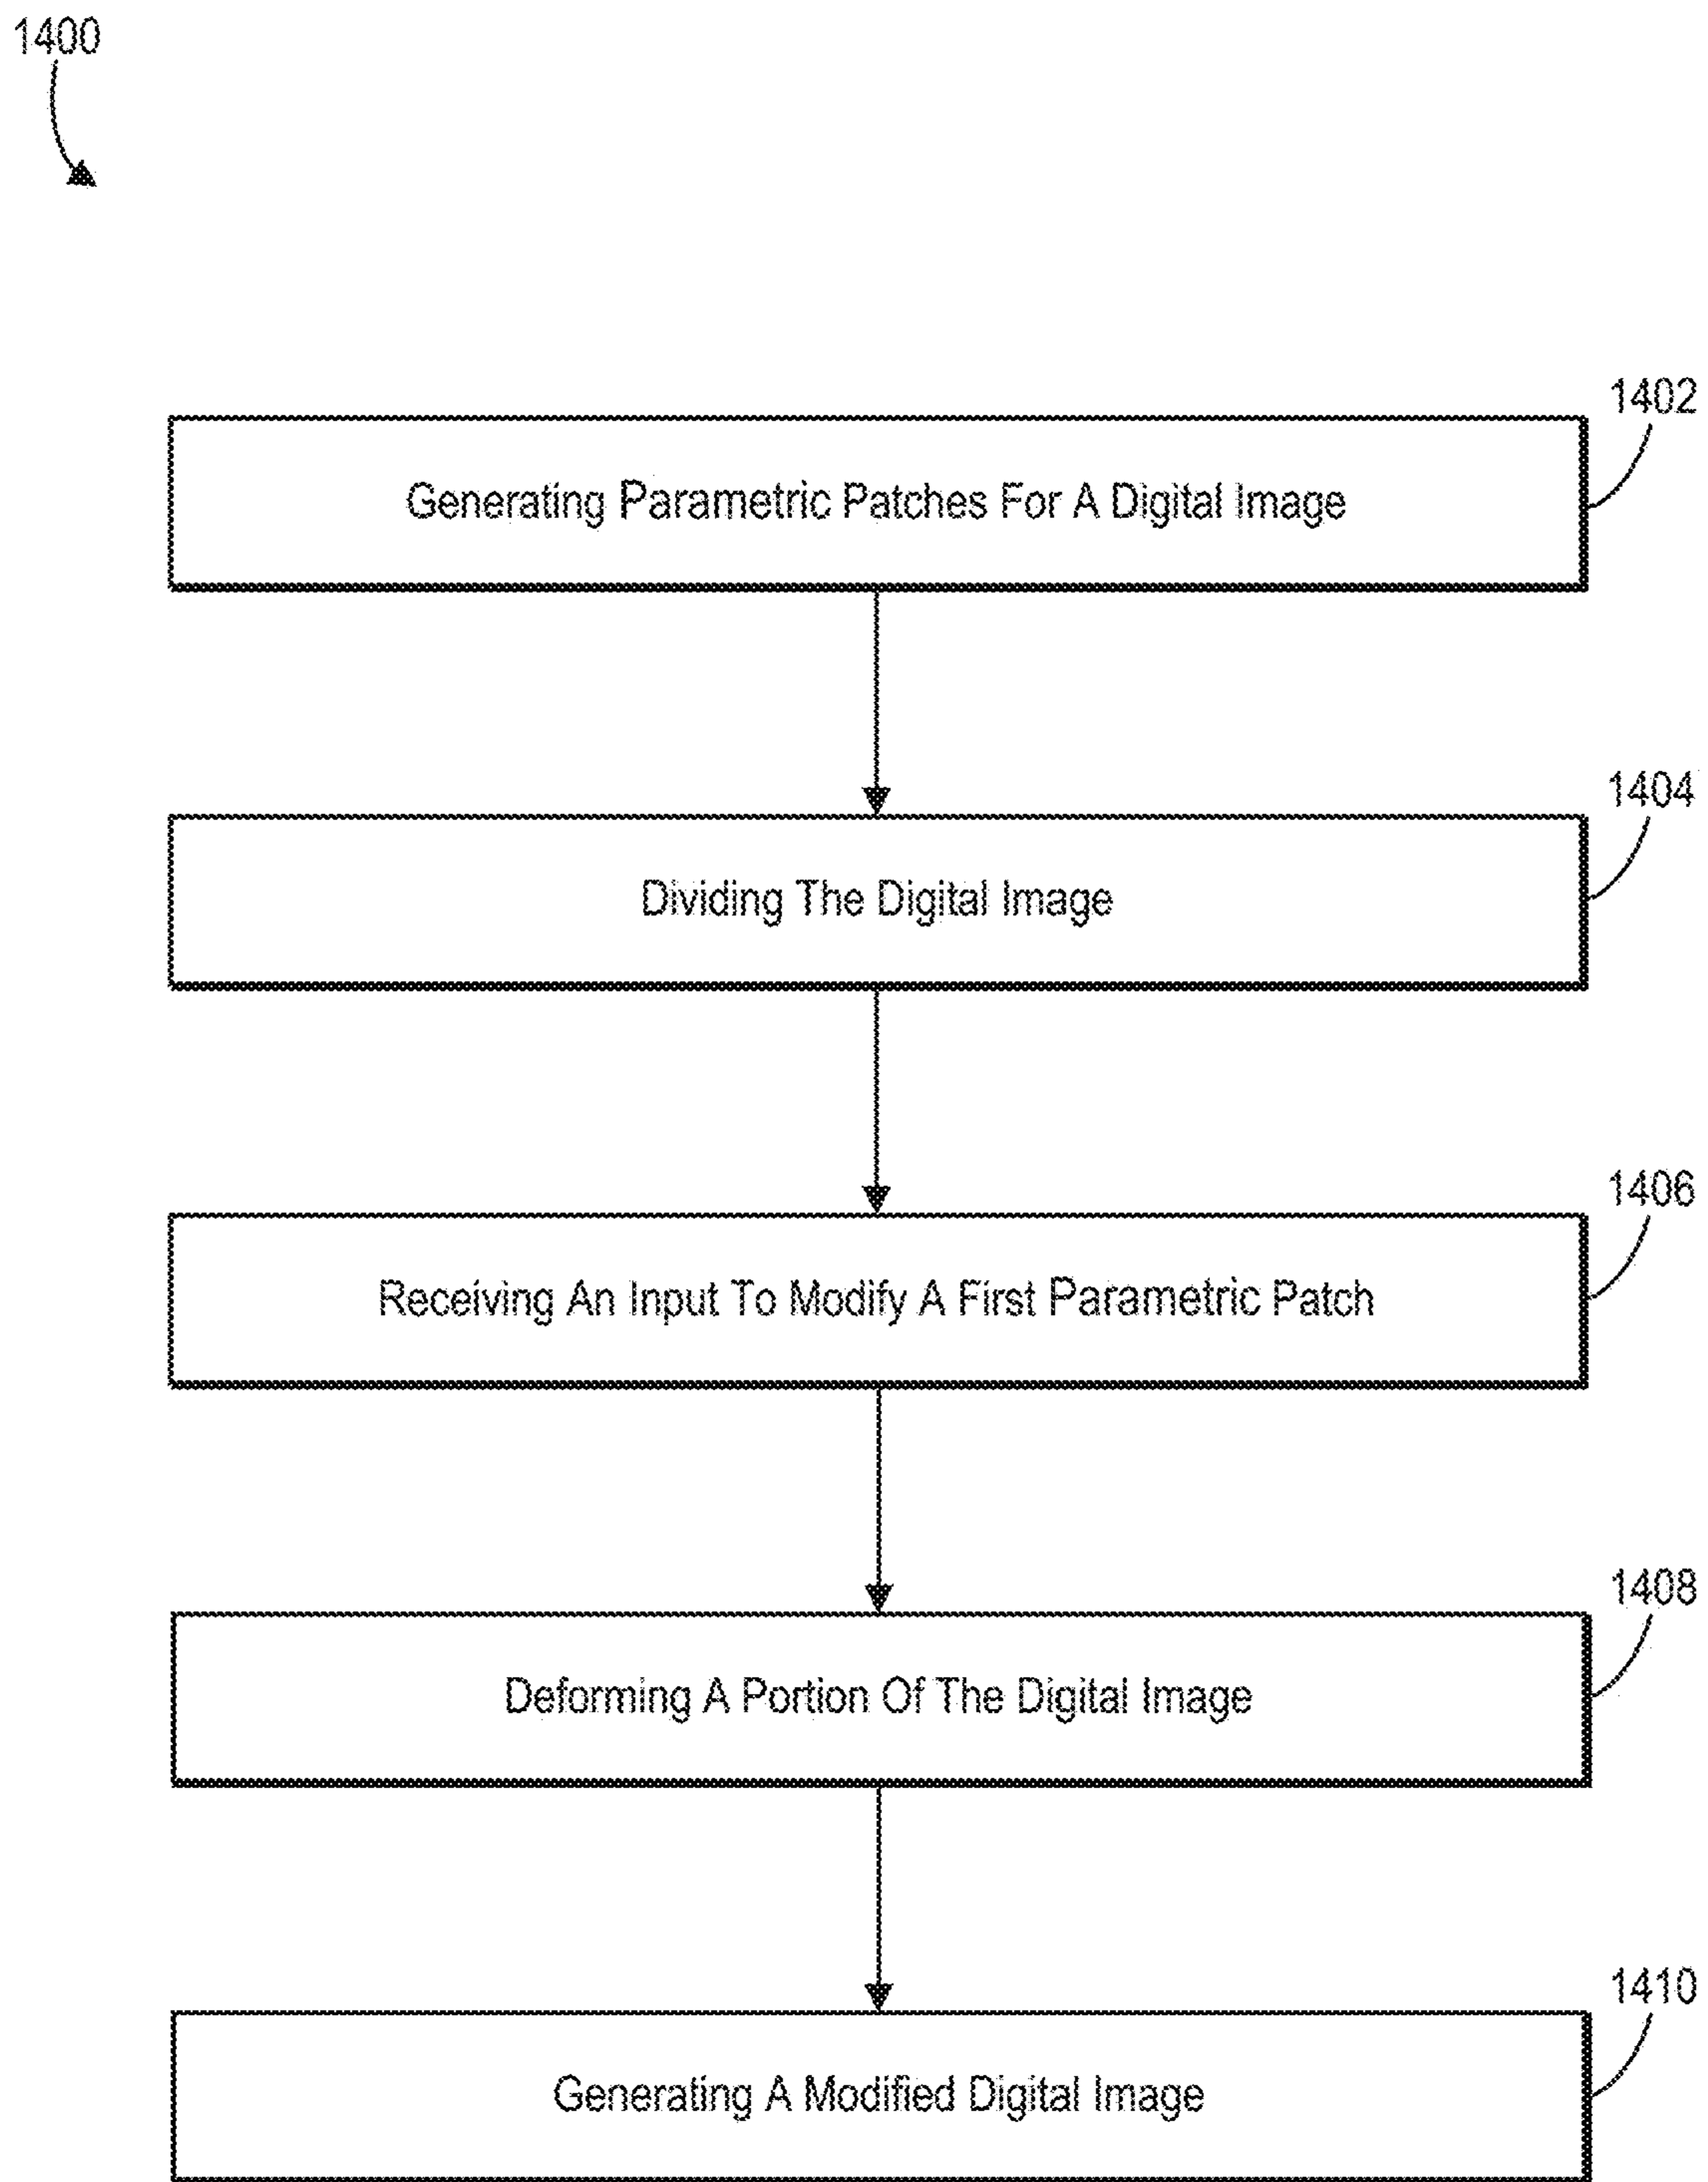 1400
1402
Generating Parametric Patches For A Digital Image
1404
Dividing The Digital Image
1406
Receiving An Input To Modify A First Parametric Patch
1408
Deforming A Portion Of The Digital Image
1410
Generating A Modified Digital Image